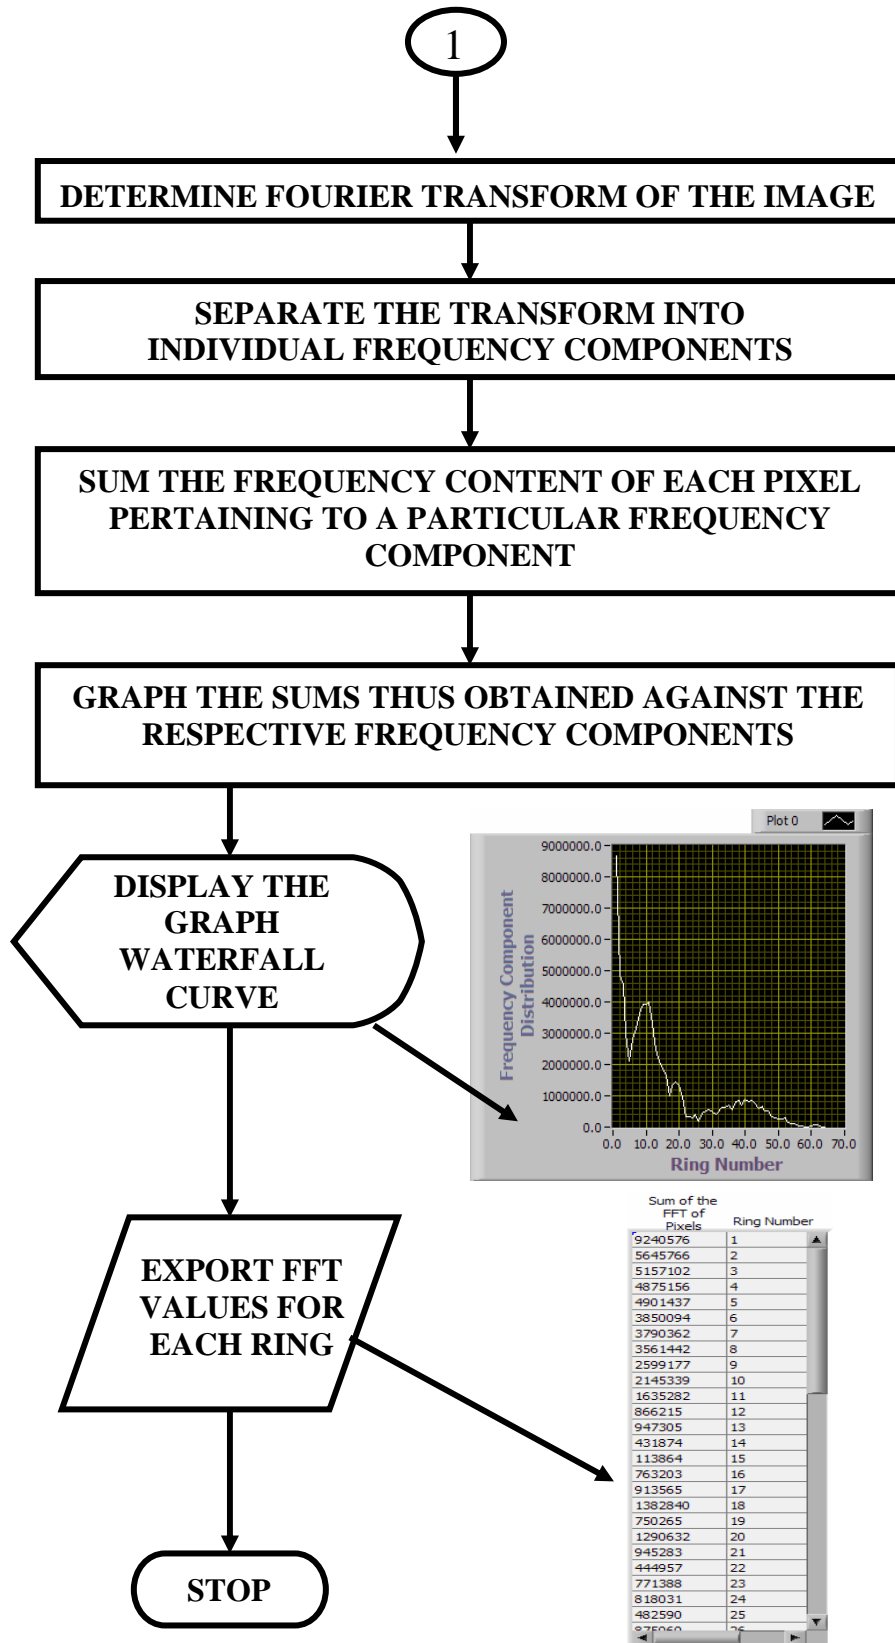 1
DETERMINE FOURIER TRANSFORM OF THE IMAGE
SEPARATE THE TRANSFORM INTO
INDIVIDUAL FREQUENCY COMPONENTS
SUM THE FREQUENCY CONTENT OF EACH PIXEL
PERTAINING TO A PARTICULAR FREQUENCY
COMPONENT
GRAPH THE SUMS THUS OBTAINED AGAINST THE
RESPECTIVE FREQUENCY COMPONENTS
DISPLAY THE
GRAPH
WATERFALL
CURVE
Plot 0
Frequency Component
Distribution
9000000.0
8000000.0
7000000.0
6000000.0
5000000.0
4000000.0
3000000.0
2000000.0
1000000.0
0.0
0.0 10.0 20.0 30.0 40.0 50.0 60.0 70.0
Ring Number
EXPORT FFT
VALUES FOR
EACH RING
Sum of the
FFT of
Pixels Ring Number
9240576 1
5645766 2
5157102 3
4875156 4
4901437 5
3850094 6
3790362 7
3561442 8
2599177 9
2145339 10
1635282 11
866215 12
947305 13
431874 14
113864 15
763203 16
913565 17
1382840 18
750265 19
1290632 20
945283 21
444957 22
771388 23
818031 24
482590 25
STOP